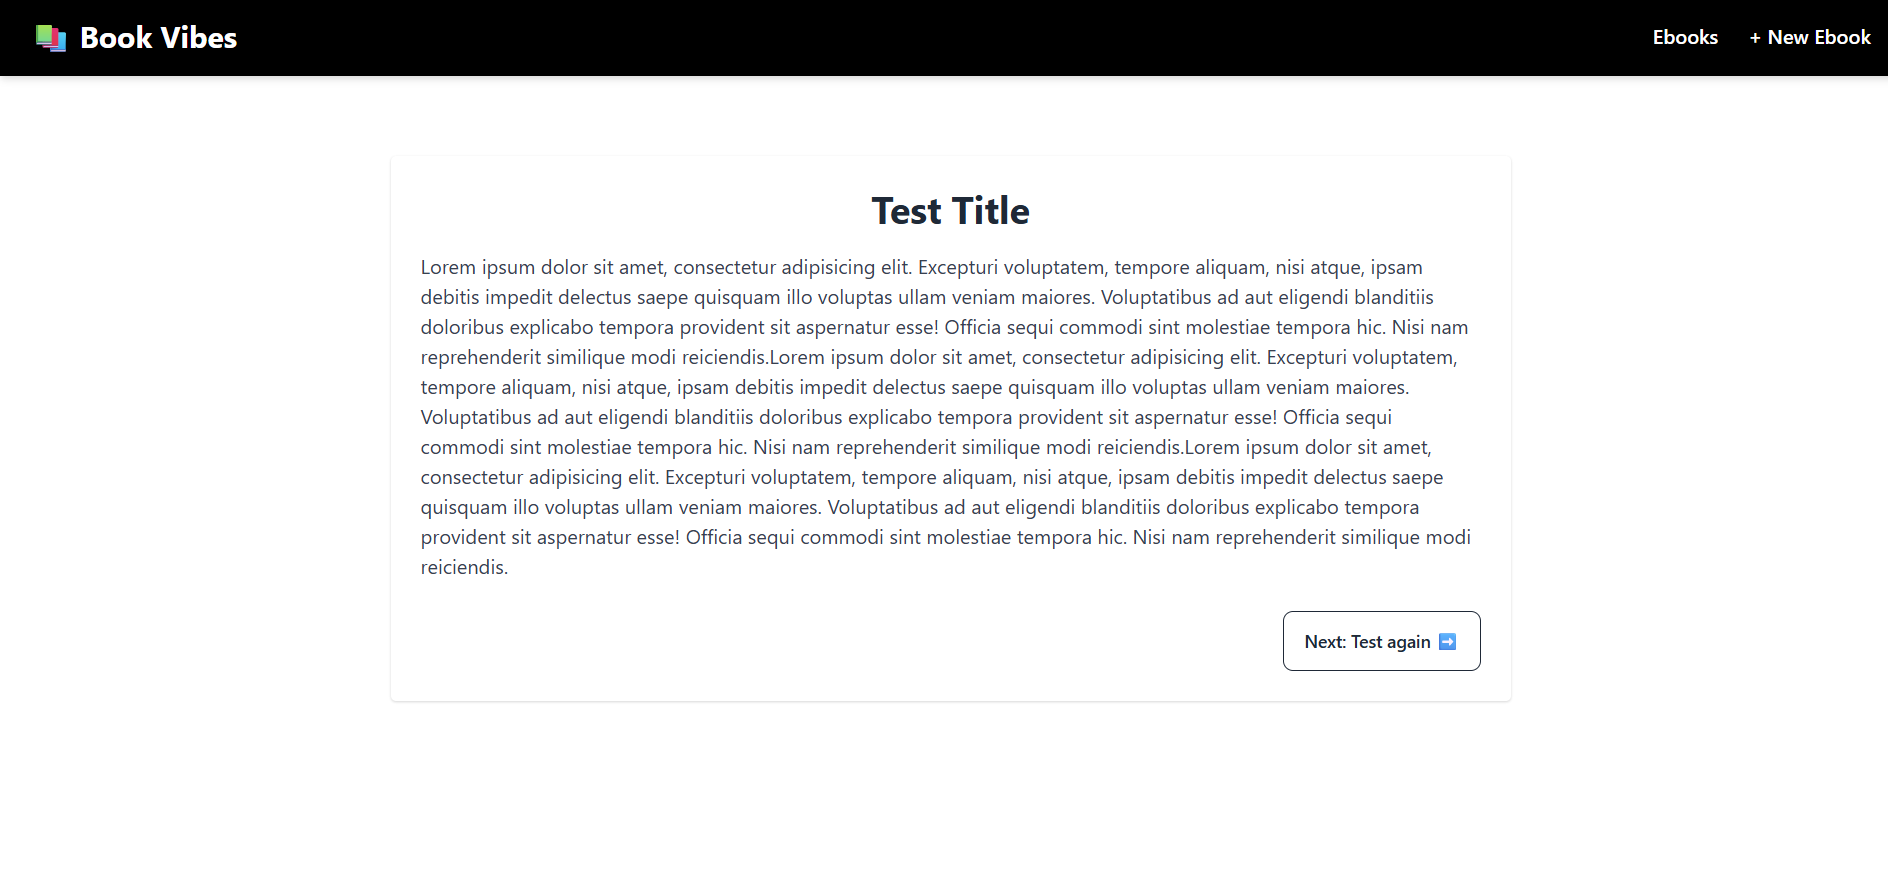 Book Vibes
Ebooks
+ New Ebook
Test Title
Lorem ipsum dolor sit amet, consectetur adipisicing elit. Excepturi voluptatem, tempore aliquam, nisi atque, ipsam
debitis impedit delectus saepe quisquam illo voluptas ullam veniam maiores. Voluptatibus ad aut eligendi blanditiis
doloribus explicabo tempora provident sit aspernatur esse! Officia sequi commodi sint molestiae tempora hic. Nisi nam
reprehenderit similique modi reiciendis.Lorem ipsum dolor sit amet, consectetur adipisicing elit. Excepturi voluptatem,
tempore aliquam, nisi atque, ipsam debitis impedit delectus saepe quisquam illo voluptas ullam veniam maiores.
Voluptatibus ad aut eligendi blanditiis doloribus explicabo tempora provident sit aspernatur esse! Officia sequi
commodi sint molestiae tempora hic. Nisi nam reprehenderit similique modi reiciendis.Lorem ipsum dolor sit amet,
consectetur adipisicing elit. Excepturi voluptatem, tempore aliquam, nisi atque, ipsam debitis impedit delectus saepe
quisquam illo voluptas ullam veniam maiores. Voluptatibus ad aut eligendi blanditiis doloribus explicabo tempora
provident sit aspernatur esse! Officia sequi commodi sint molestiae tempora hic. Nisi nam reprehenderit similique modi
reiciendis.
Next: Test again ➡️